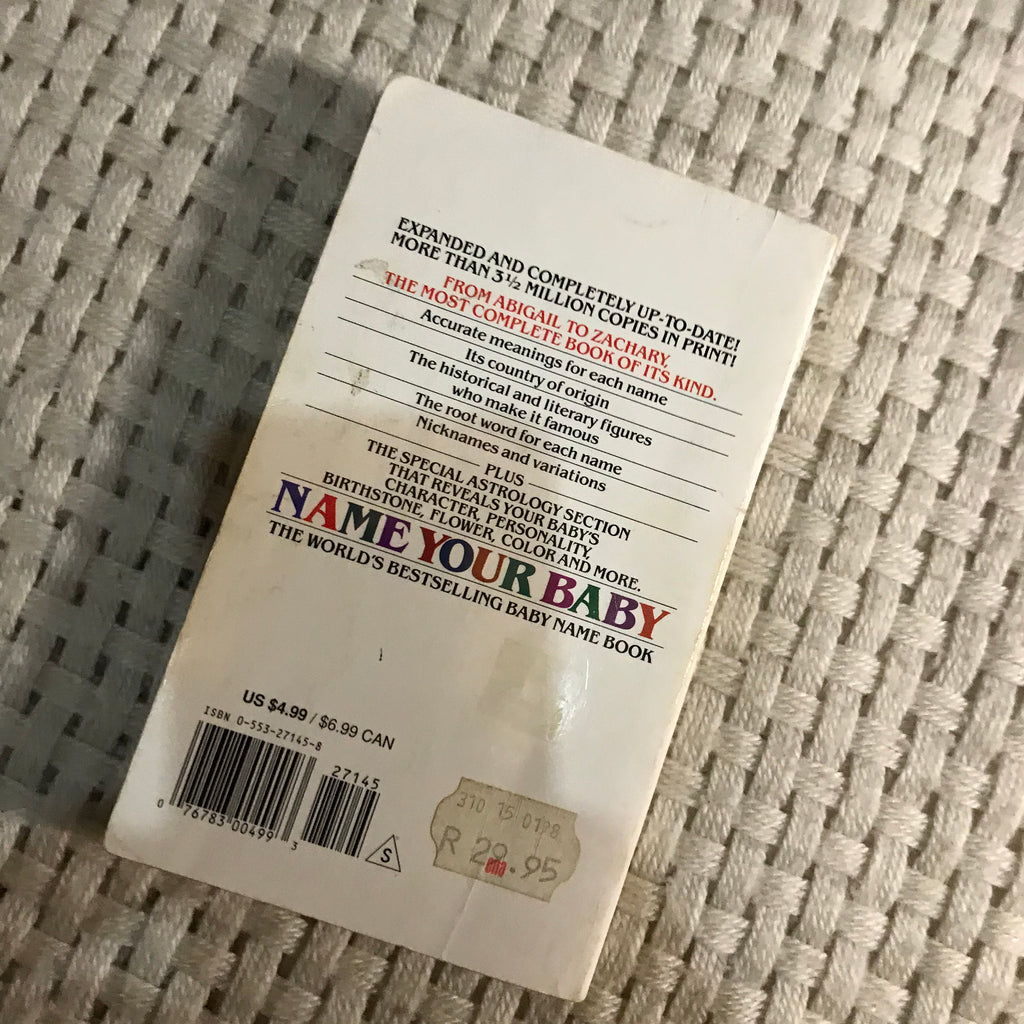 EXPANDED AND COMPLETELY UP-TO-DATE!
MORE THAN 3½ MILLION COPIES IN PRINT!
FROM ABIGAIL TO ZACHARY,
THE MOST COMPLETE BOOK OF ITS KIND.
Accurate meanings for each name
Its country of origin
The historical and literary figures
who make it famous
The root word for each name
Nicknames and variations
PLUS
THE SPECIAL ASTROLOGY SECTION
THAT REVEALS YOUR BABY'S
CHARACTER, PERSONALITY,
BIRTHSTONE, FLOWER, COLOR AND MORE.
NAME YOUR BABY
THE WORLD'S BESTSELLING BABY NAME BOOK
US $4.99 / $6.99 CAN
ISBN 0-553-27145-8
27145
0 76783 00499 3
S
310 75 0198
R 29.95
cna